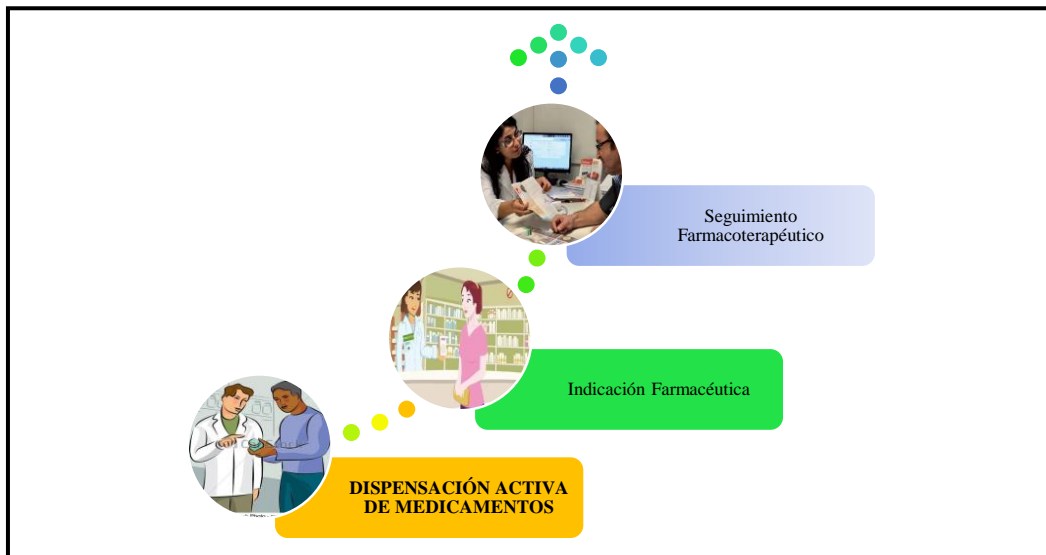 Seguimiento
Farmacoterapéutico
Indicación Farmacéutica
DISPENSACIÓN ACTIVA
DE MEDICAMENTOS